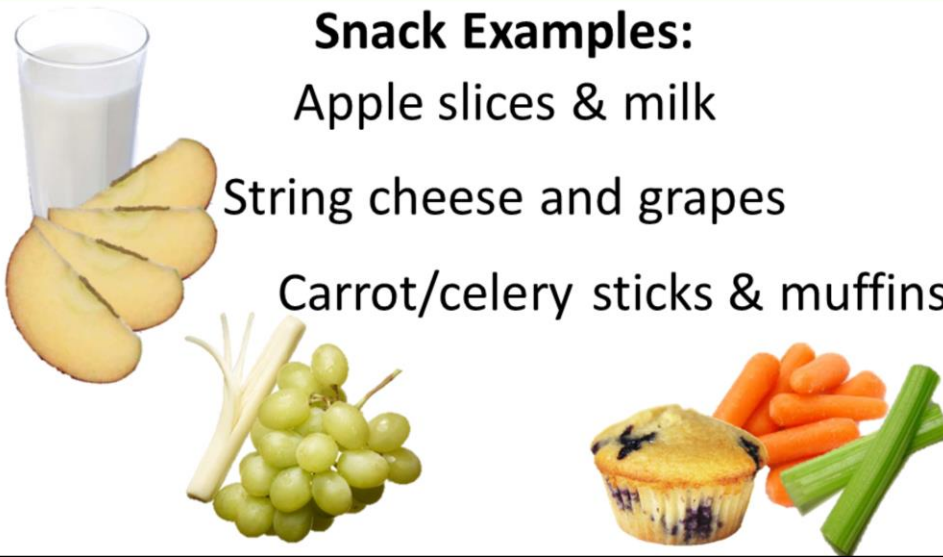 Snack Examples:
Apple slices & milk
String cheese and grapes
Carrot/celery sticks & muffins